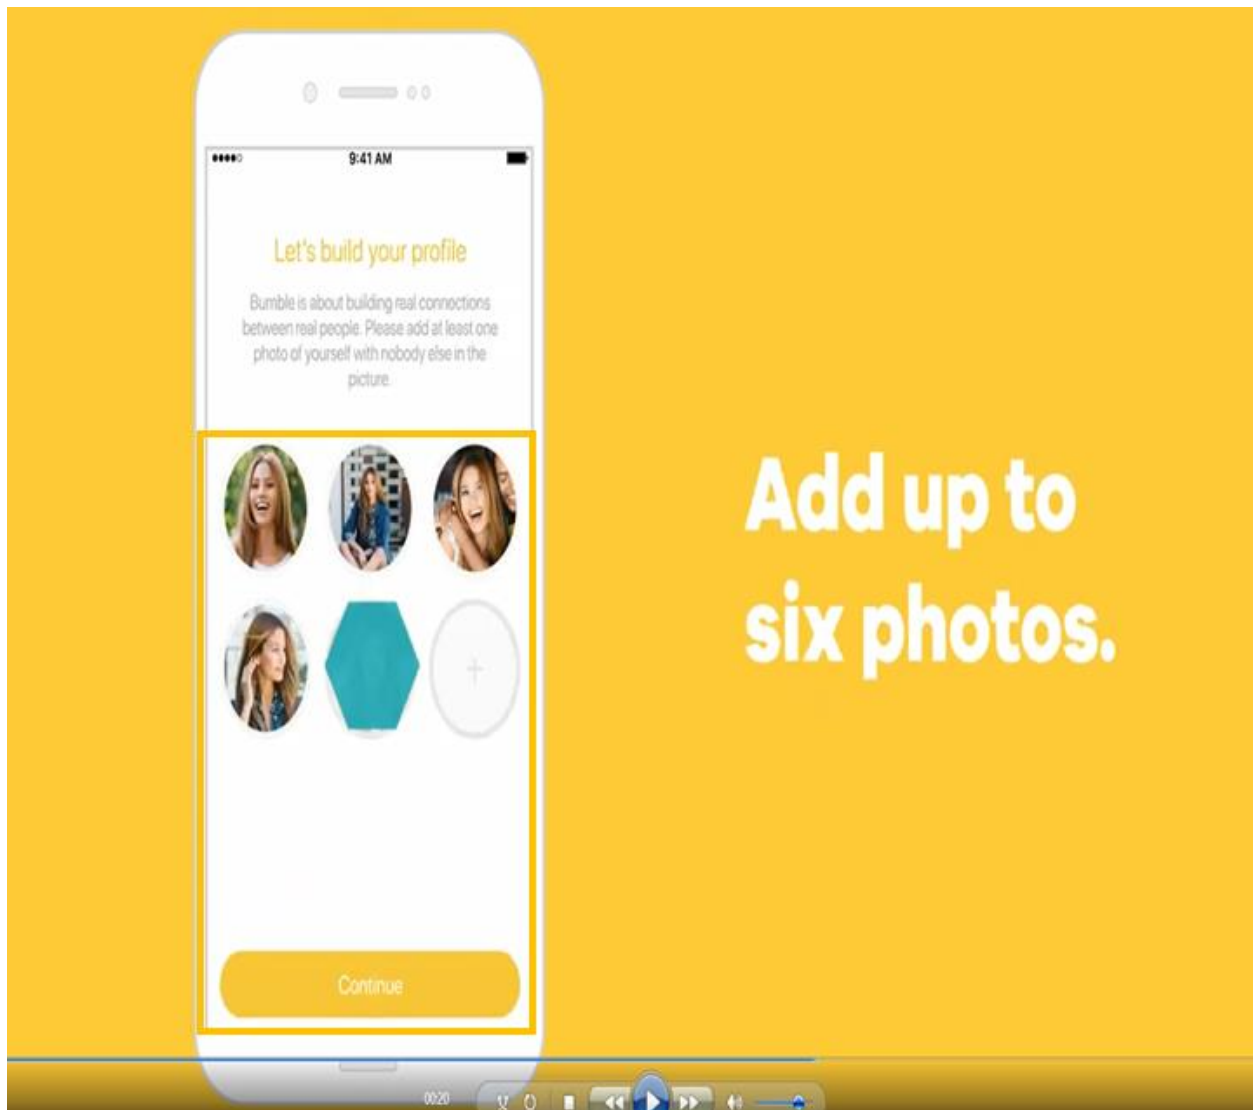 9:41 AM
Let's build your profile
Bumble is about building real connections
between real people. Please add at least one
photo of yourself with nobody else in the
picture.
Add up to
six photos.
+
Continue
00:20